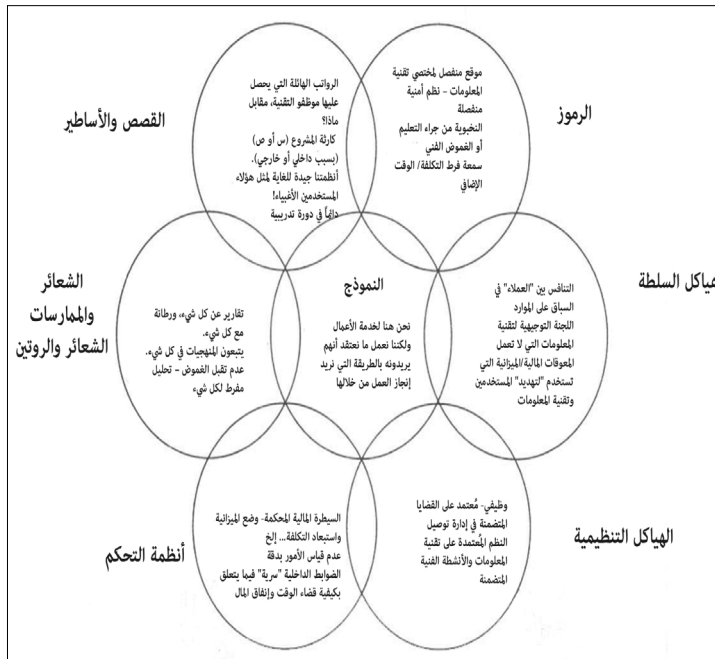 القصص والأساطير
الرواتب الهائلة التي يحصل
عليها موظفو التقنية، مقابل
ماذا؟
كارثة المشروع (س أو ص)
(بسبب داخلي أو خارجي).
أنظمتنا جيدة للغاية لمثل هؤلاء
المستخدمين الأغبياء!
دائماً في دورة تدريبية
الرموز
موقع منفصل لمختصي تقنية
المعلومات – نظم أمنية
منفصلة
النخبوية من جراء التعليم
أو الغموض الفني
سمعة فرط التكلفة/ الوقت
الإضافي
هياكل السلطة
التنافس بين "العملاء" في
السباق على الموارد
اللجنة التوجيهية لتقنية
المعلومات التي لا تعمل
المعوقات المالية/الميزانية التي
تستخدم "لتهديد" المستخدمين
وتقنية المعلومات
النموذج
نحن هنا لخدمة الأعمال
ولكننا نعمل ما نعتقد أنهم
يريدونه بالطريقة التي نريد
إنجاز العمل من خلالها
الشعائر
والممارسات
الشعائر والروتين
تقارير عن كل شيء، ورطانة
مع كل شيء.
يتبعون المنهجيات في كل شيء.
عدم تقبل الغموض – تحليل
مفرط لكل شيء
الهياكل التنظيمية
وظيفي- مُعتمد على القضايا
المتضمنة في إدارة توصيل
النظم المُعتمدة على تقنية
المعلومات والأنشطة الفنية
المتضمنة
أنظمة التحكم
السيطرة المالية المحكمة- وضع الميزانية
واستبعاد التكلفة... إلخ
عدم قياس الأمور بدقة
الضوابط الداخلية "سرية" فيما يتعلق
بكيفية قضاء الوقت وإنفاق المال